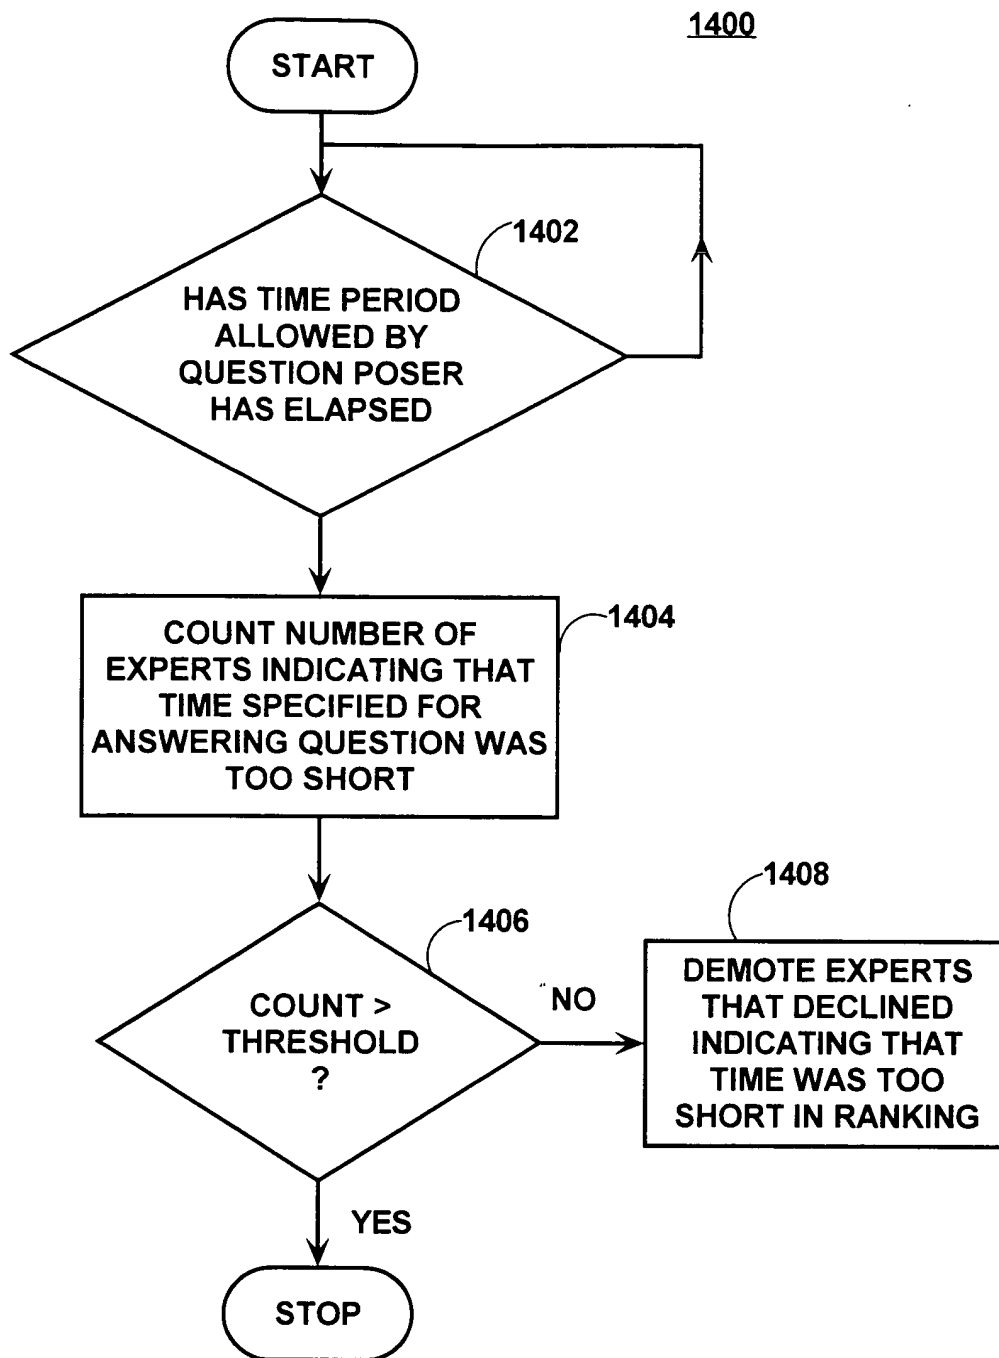 1400
START
1402
HAS TIME PERIOD
ALLOWED BY
QUESTION POSER
HAS ELAPSED
1404
COUNT NUMBER OF
EXPERTS INDICATING THAT
TIME SPECIFIED FOR
ANSWERING QUESTION WAS
TOO SHORT
1406
COUNT >
THRESHOLD
?
NO
1408
DEMOTE EXPERTS
THAT DECLINED
INDICATING THAT
TIME WAS TOO
SHORT IN RANKING
YES
STOP